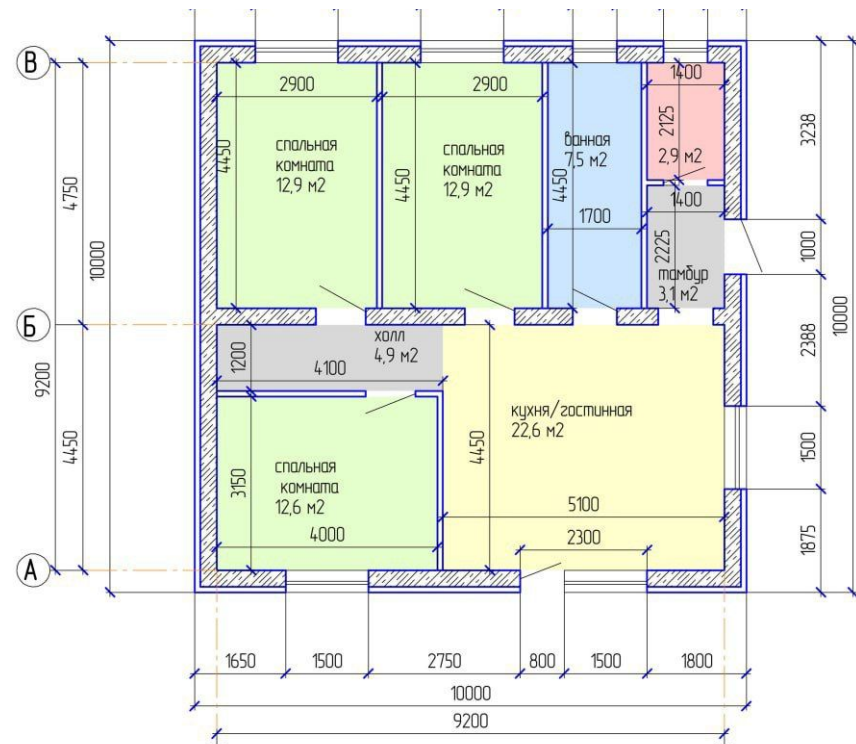 В
2900
2900
1400
спальная
комната
12,9 м2
спальная
комната
12,9 м2
ванная
7,5 м2
2125
2,9 м2
4450
4450
4450
3238
4750
10000
1700
1400
2225
тамбур
3,1 м2
1000
10000
Б
холл
4,9 м2
1200
4100
2388
9200
кухня/гостинная
22,6 м2
4450
4450
1500
спальная
комната
12,6 м2
3150
5100
4000
2300
1875
А
1650
1500
2750
800
1500
1800
10000
9200